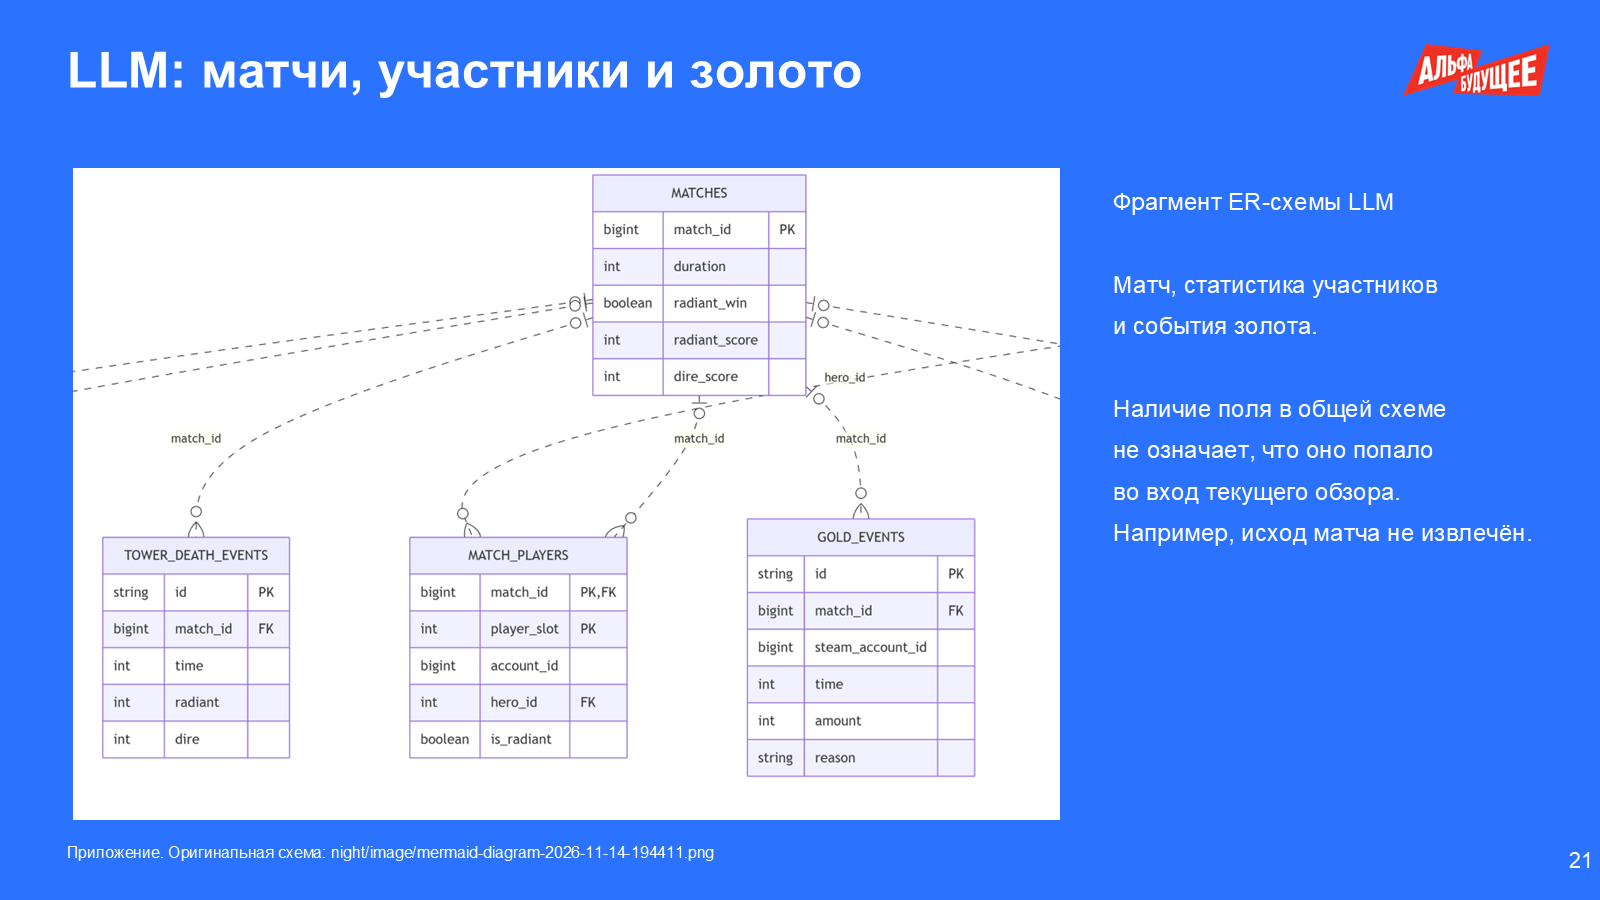 LLM: матчи, участники и золото
АЛЬФА
БУДУЩЕЕ
MATCHES
bigint match_id PK
int duration
boolean radiant_win
int radiant_score
int dire_score
hero_id
match_id
match_id
match_id
TOWER_DEATH_EVENTS
string id PK
bigint match_id FK
int time
int radiant
int dire
MATCH_PLAYERS
bigint match_id PK,FK
int player_slot PK
bigint account_id
int hero_id FK
boolean is_radiant
GOLD_EVENTS
string id PK
bigint match_id FK
bigint steam_account_id
int time
int amount
string reason
Фрагмент ER-схемы LLM
Матч, статистика участников
и события золота.
Наличие поля в общей схеме
не означает, что оно попало
во вход текущего обзора.
Например, исход матча не извлечён.
Приложение. Оригинальная схема: night/image/mermaid-diagram-2026-11-14-194411.png
21